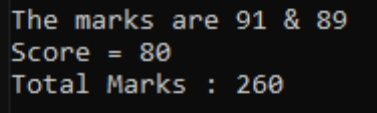 The marks are 91 & 89
Score = 80
Total Marks : 260